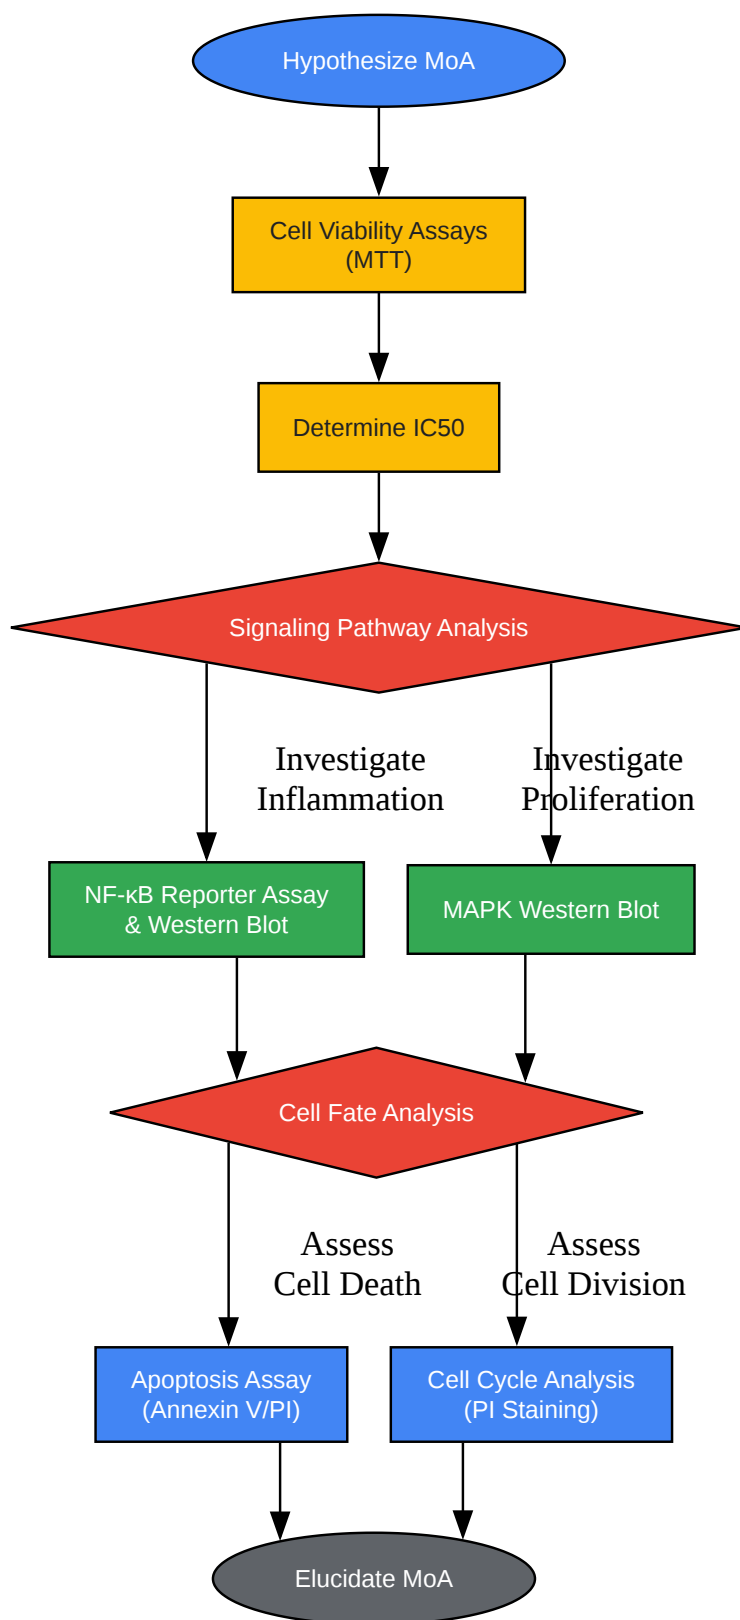 Hypothesize MoA
Cell Viability Assays
(MTT)
Determine IC50
Signaling Pathway Analysis
Investigate
Inflammation
Investigate
Proliferation
NF-κB Reporter Assay
& Western Blot
MAPK Western Blot
Cell Fate Analysis
Assess
Cell Death
Assess
Cell Division
Apoptosis Assay
(Annexin V/PI)
Cell Cycle Analysis
(PI Staining)
Elucidate MoA